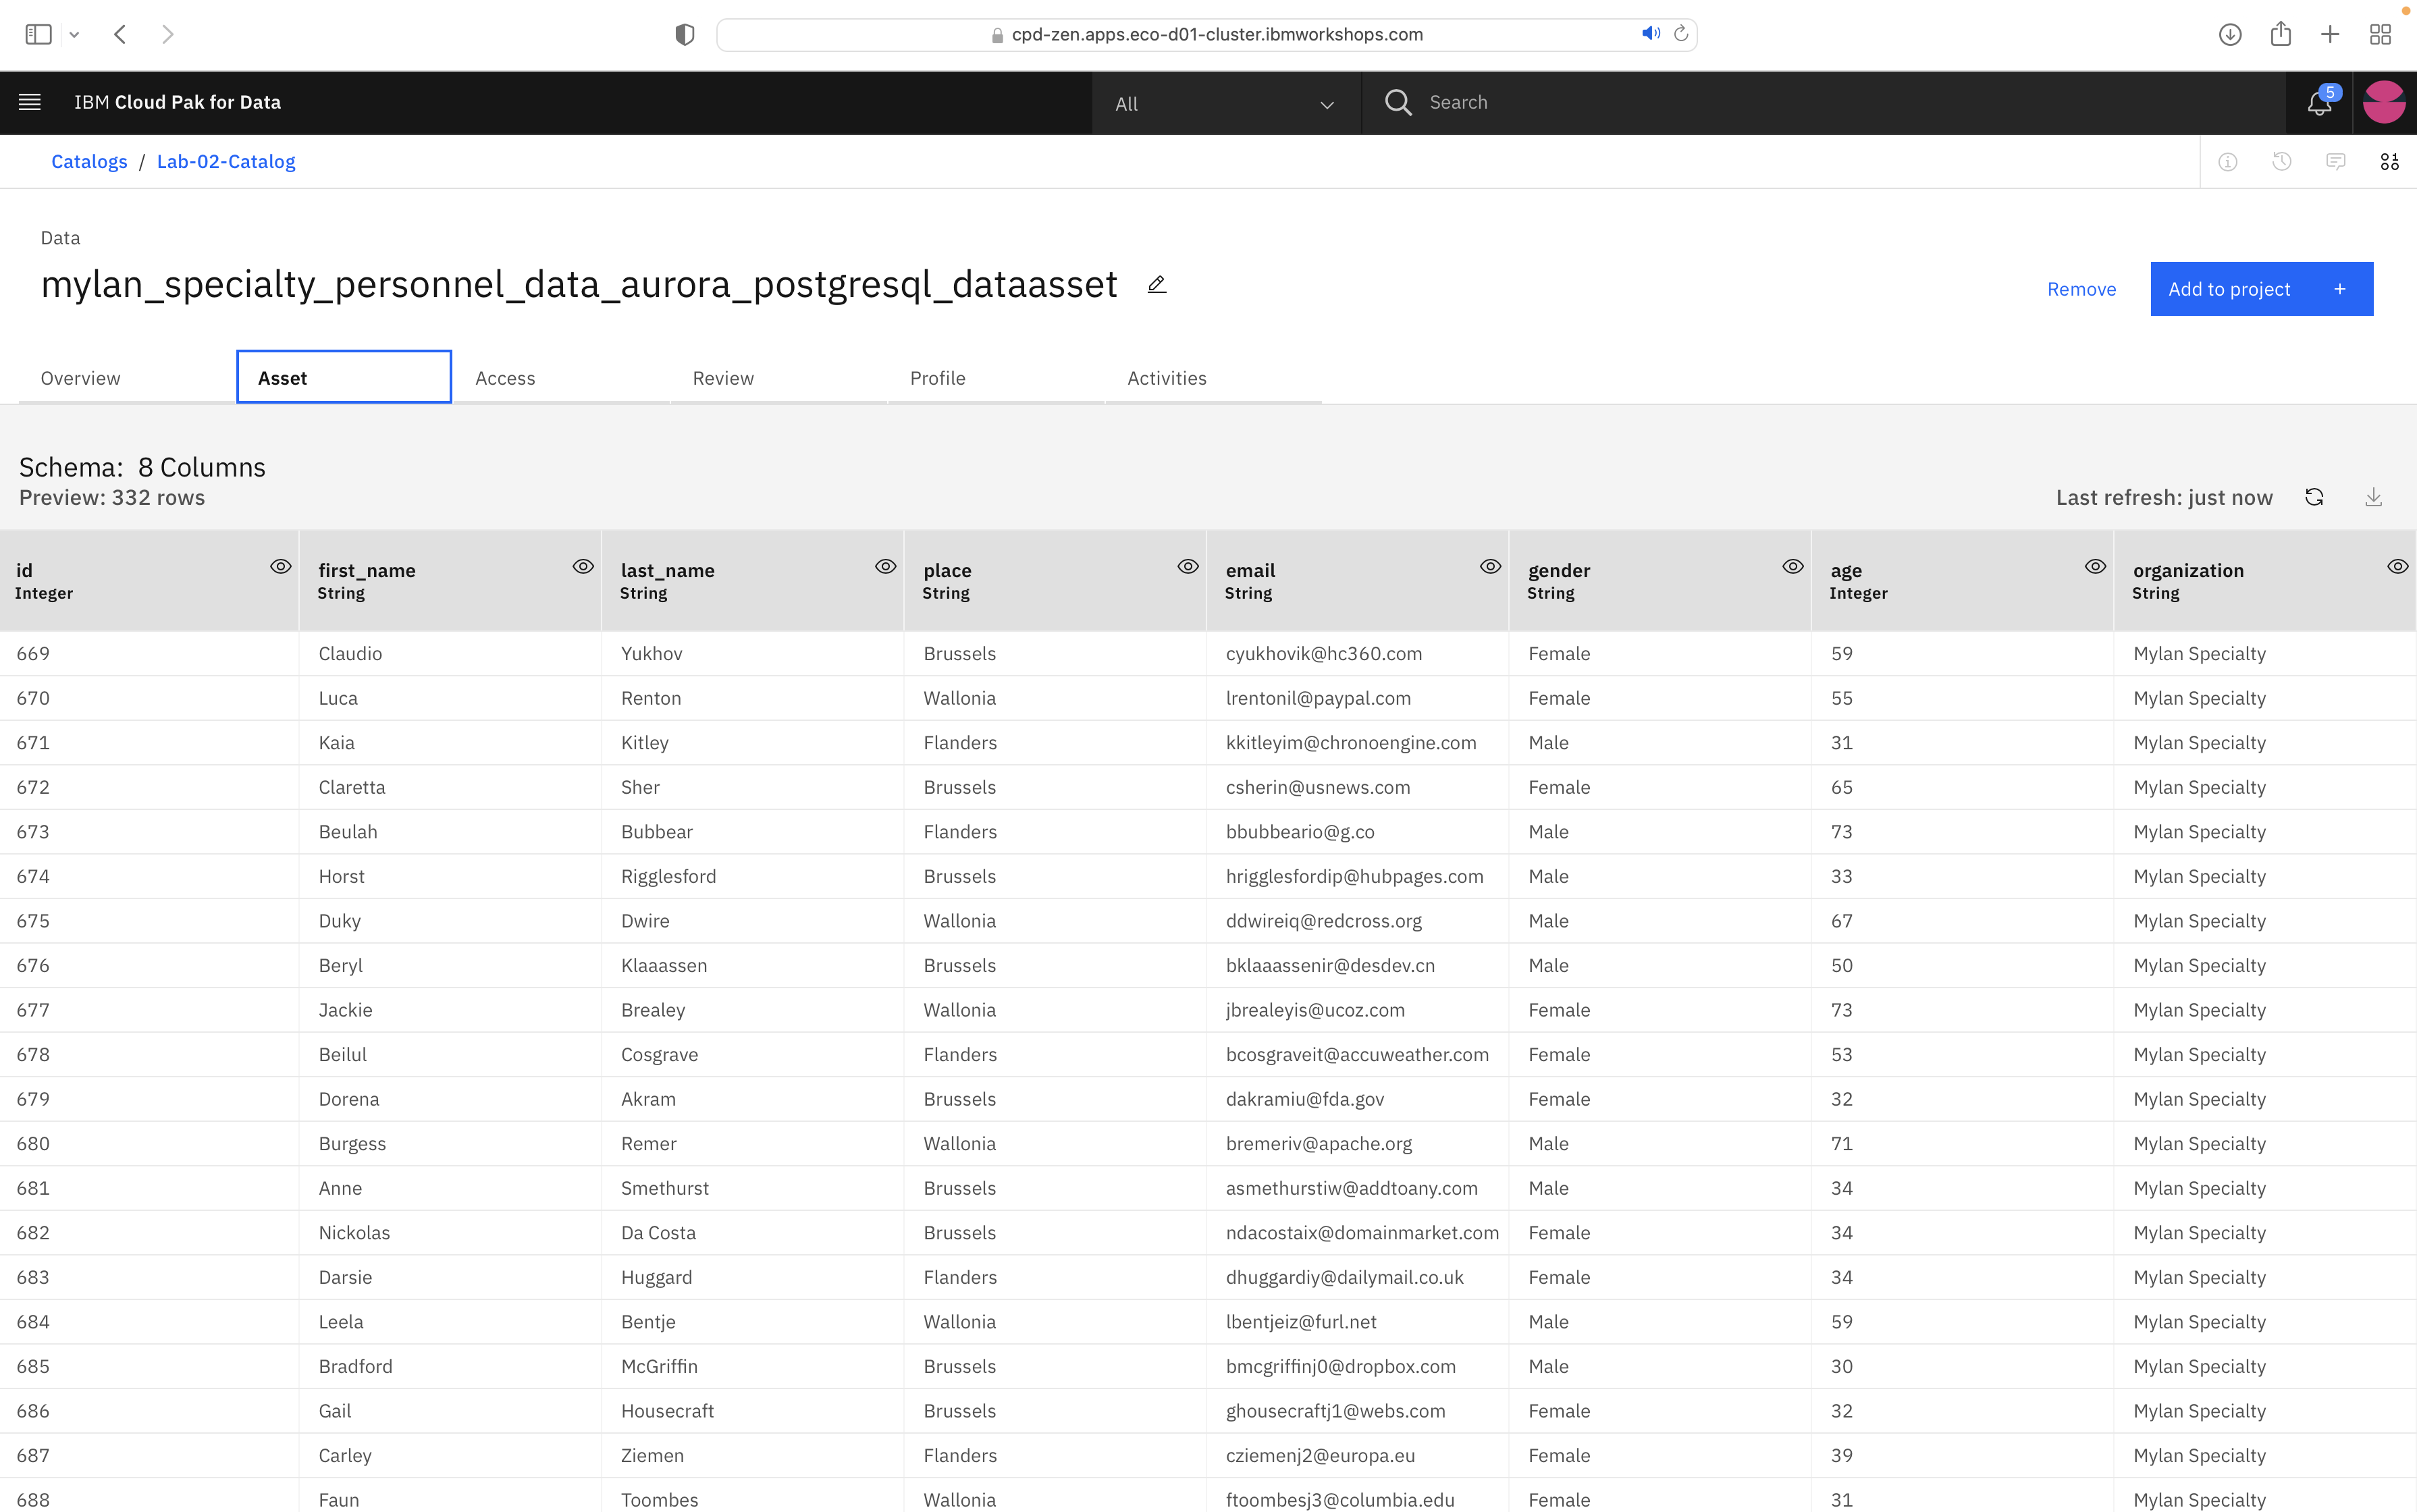 cpd-zen.apps.eco-d01-cluster.ibmworkshops.com
IBM Cloud Pak for Data
All
Search
5
Catalogs / Lab-02-Catalog
Data
mylan_specialty_personnel_data_aurora_postgresql_dataasset
Remove
Add to project +
Overview Asset Access Review Profile Activities
Schema: 8 Columns
Preview: 332 rows
Last refresh: just now
id first_name last_name place email gender age organization
Integer String String String String String Integer String
669 Claudio Yukhov Brussels cyukhovik@hc360.com Female 59 Mylan Specialty
670 Luca Renton Wallonia lrentonil@paypal.com Female 55 Mylan Specialty
671 Kaia Kitley Flanders kkitleyim@chronoengine.com Male 31 Mylan Specialty
672 Claretta Sher Brussels csherin@usnews.com Female 65 Mylan Specialty
673 Beulah Bubbear Flanders bbubbeario@g.co Male 73 Mylan Specialty
674 Horst Rigglesford Brussels hrigglesfordip@hubpages.com Male 33 Mylan Specialty
675 Duky Dwire Wallonia ddwireiq@redcross.org Male 67 Mylan Specialty
676 Beryl Klaaassen Brussels bklaaassenir@desdev.cn Male 50 Mylan Specialty
677 Jackie Brealey Wallonia jbrealeyis@ucoz.com Female 73 Mylan Specialty
678 Beilul Cosgrave Flanders bcosgraveit@accuweather.com Female 53 Mylan Specialty
679 Dorena Akram Brussels dakramiu@fda.gov Female 32 Mylan Specialty
680 Burgess Remer Wallonia bremeriv@apache.org Male 71 Mylan Specialty
681 Anne Smethurst Brussels asmethurstiw@addtoany.com Male 34 Mylan Specialty
682 Nickolas Da Costa Brussels ndacostaix@domainmarket.com Female 34 Mylan Specialty
683 Darsie Huggard Flanders dhuggardiy@dailymail.co.uk Female 34 Mylan Specialty
684 Leela Bentje Wallonia lbentjeiz@furl.net Male 59 Mylan Specialty
685 Bradford McGriffin Brussels bmcgriffinj0@dropbox.com Male 30 Mylan Specialty
686 Gail Housecraft Brussels ghousecraftj1@webs.com Female 32 Mylan Specialty
687 Carley Ziemen Flanders cziemenj2@europa.eu Female 39 Mylan Specialty
688 Faun Toombes Wallonia ftoombesj3@columbia.edu Female 31 Mylan Specialty